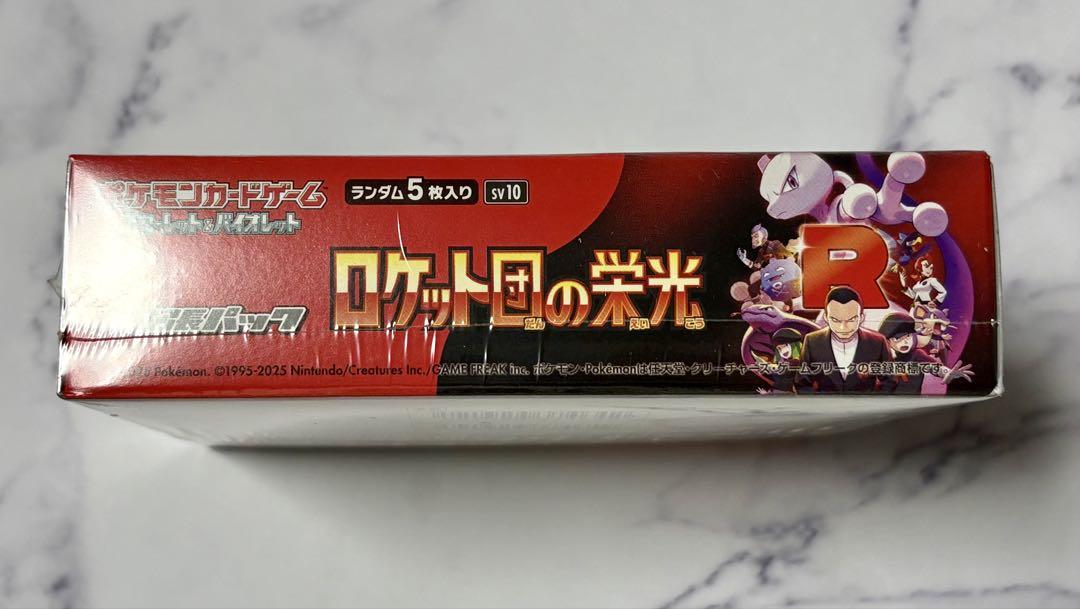 ポケモンカードゲーム
ランダム5枚入り SV10
スカーレット&バイオレット
ロケット団の栄光
だん えい こう
拡張パック
Pokémon. ©1995-2025 Nintendo/Creatures Inc./GAME FREAK inc. ポケモン・Pokémonは任天堂・クリーチャーズ・ゲームフリークの登録商標です。
R